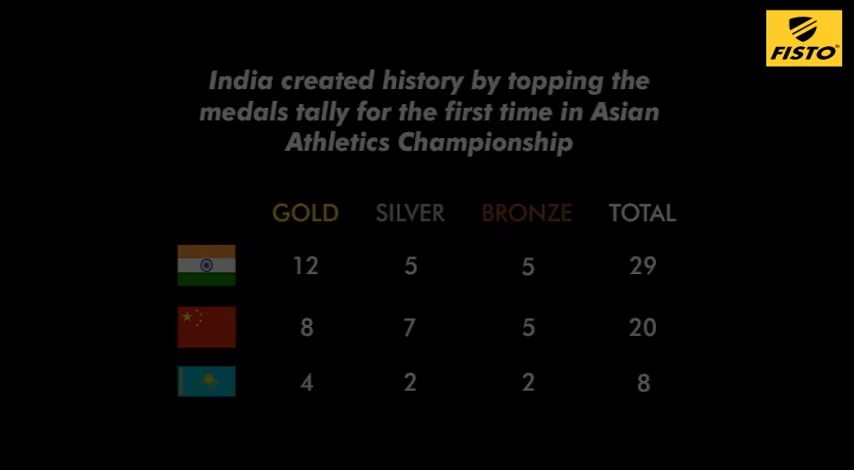 FISTO
India created history by topping the
medals tally for the first time in Asian
Athletics Championship
GOLD SILVER BRONZE TOTAL
12 5 5 29
8 7 5 20
4 2 2 8